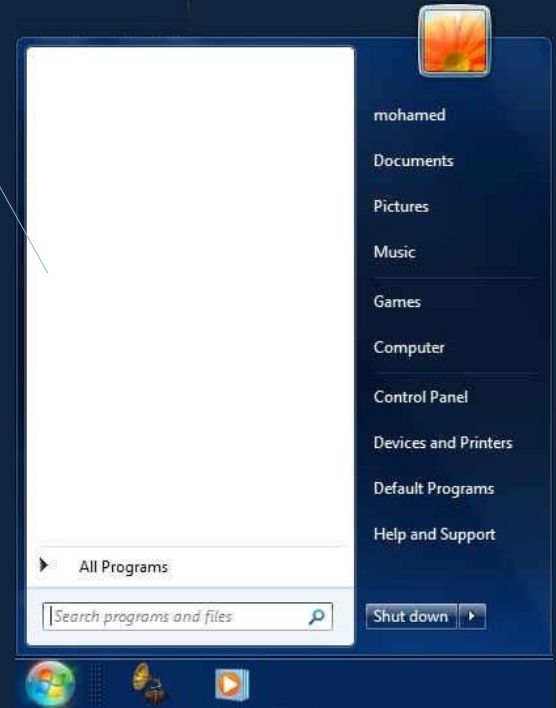 mohamed
Documents
Pictures
Music
Games
Computer
Control Panel
Devices and Printers
Default Programs
Help and Support
All Programs
Search programs and files
Shut down